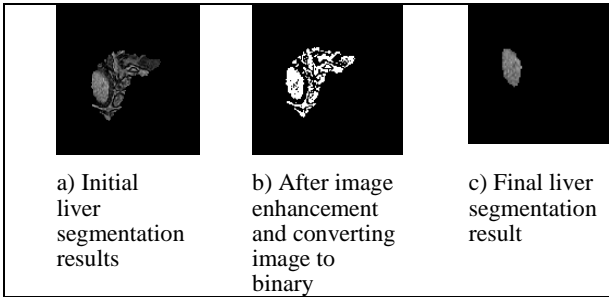 a) Initial
liver
segmentation
results
b) After image
enhancement
and converting
image to
binary
c) Final liver
segmentation
result